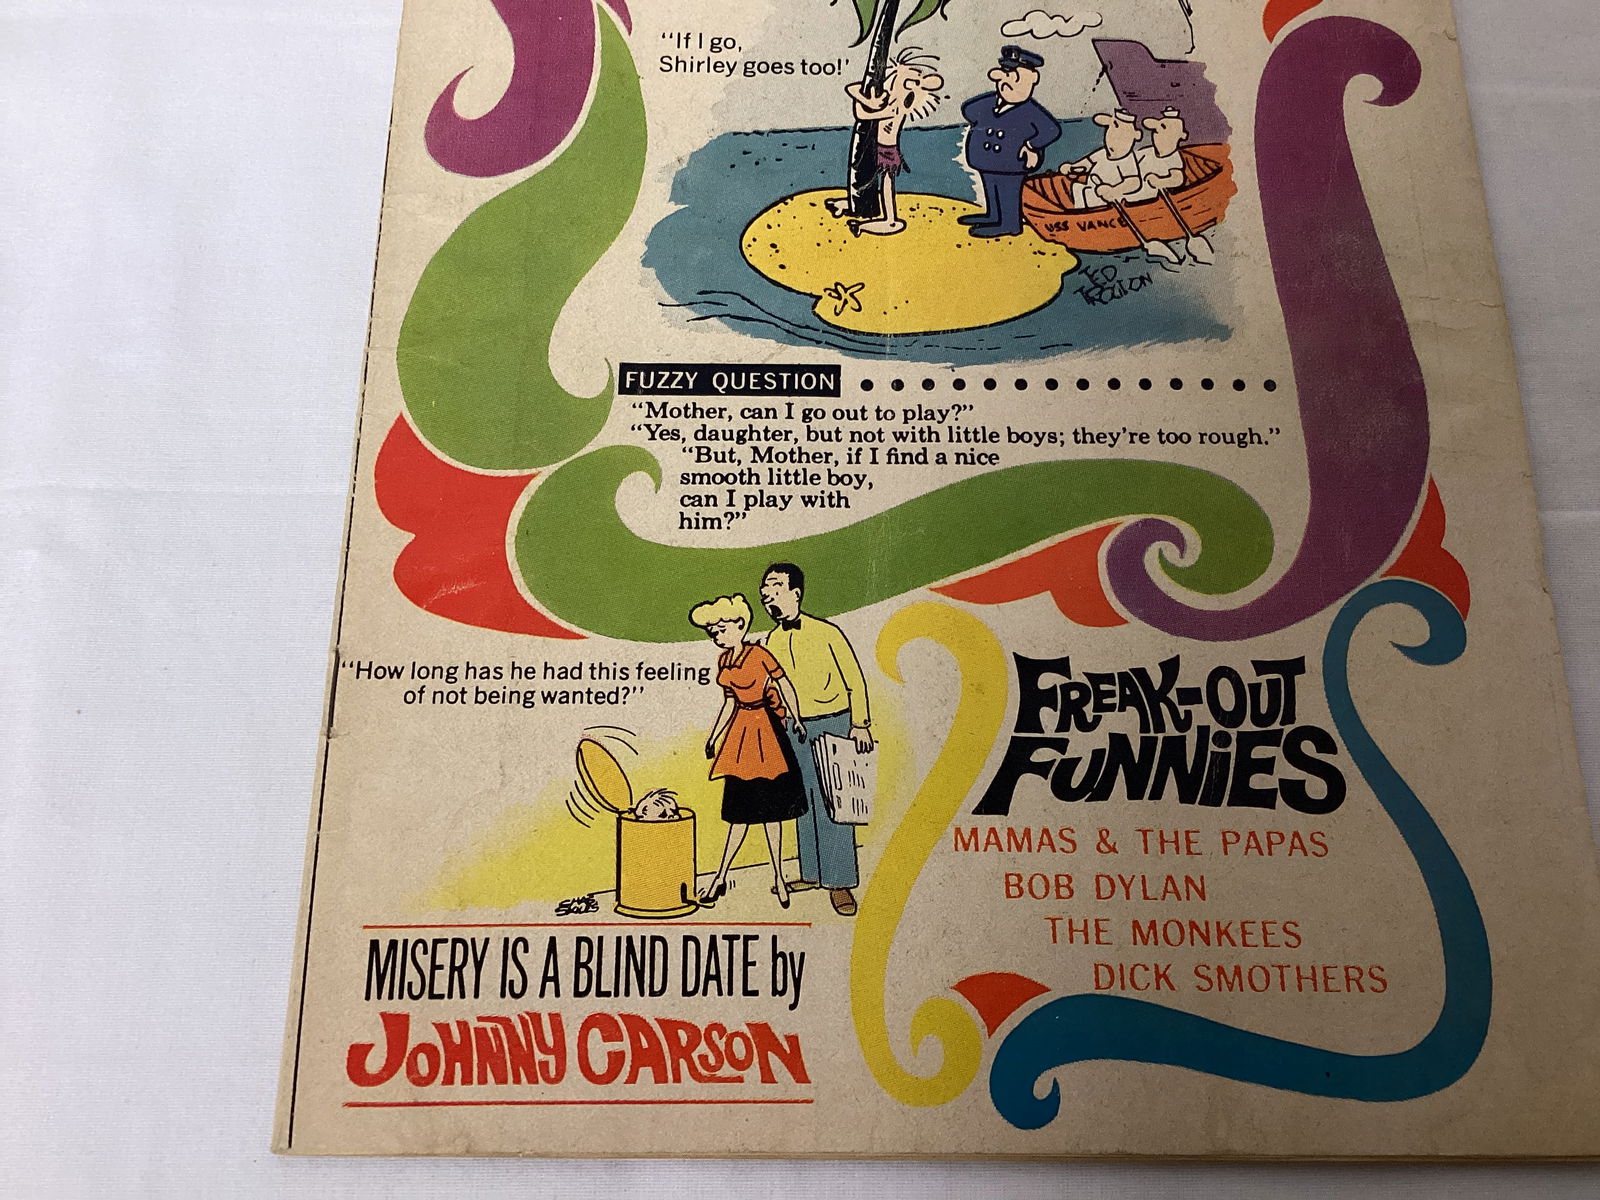 "If I go,
Shirley goes too!'
USS VANCE
TED
TROUTON
FUZZY QUESTION
"Mother, can I go out to play?"
"Yes, daughter, but not with little boys; they're too rough."
"But, Mother, if I find a nice
smooth little boy,
can I play with
him?"
"How long has he had this feeling
of not being wanted?"
FREAK-OUT
FUNNiES
MAMAS & THE PAPAS
BOB DYLAN
THE MONKEES
DICK SMOTHERS
MISERY IS A BLIND DATE by
JOHNNY CARSON